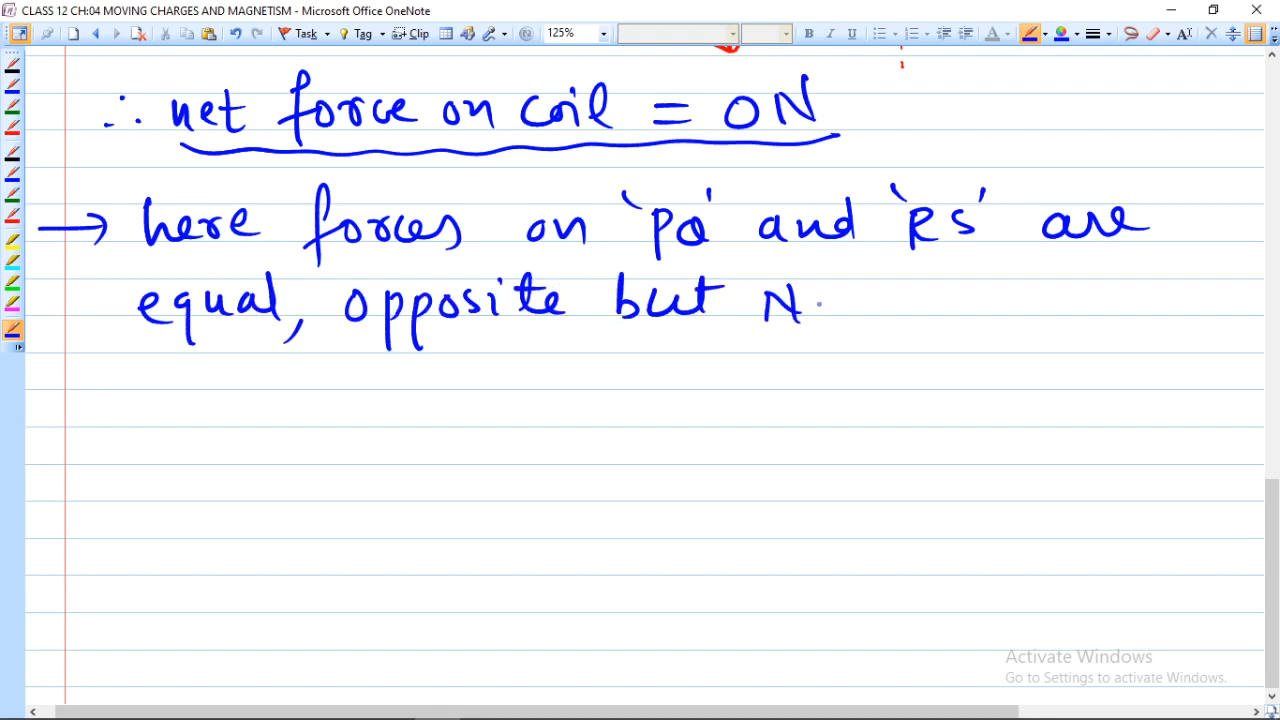 CLASS 12 CH:04 MOVING CHARGES AND MAGNETISM - Microsoft Office OneNote
Task Tag Clip 125%
∴ net force on coil = 0N
→ here forces on 'PQ' and 'RS' are
equal, opposite but N
Activate Windows
Go to Settings to activate Windows.